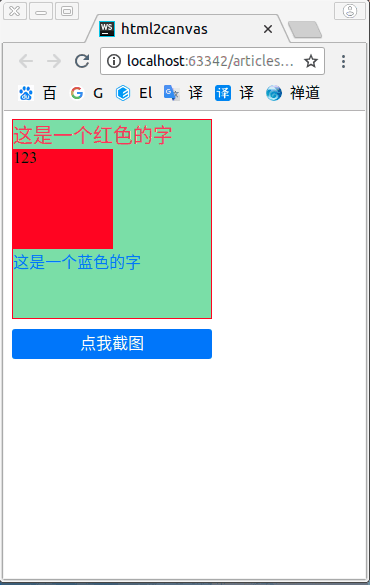 html2canvas
localhost:63342/articles...
百 G El 译 译 禅道
这是一个红色的字
123
这是一个蓝色的字
点我截图